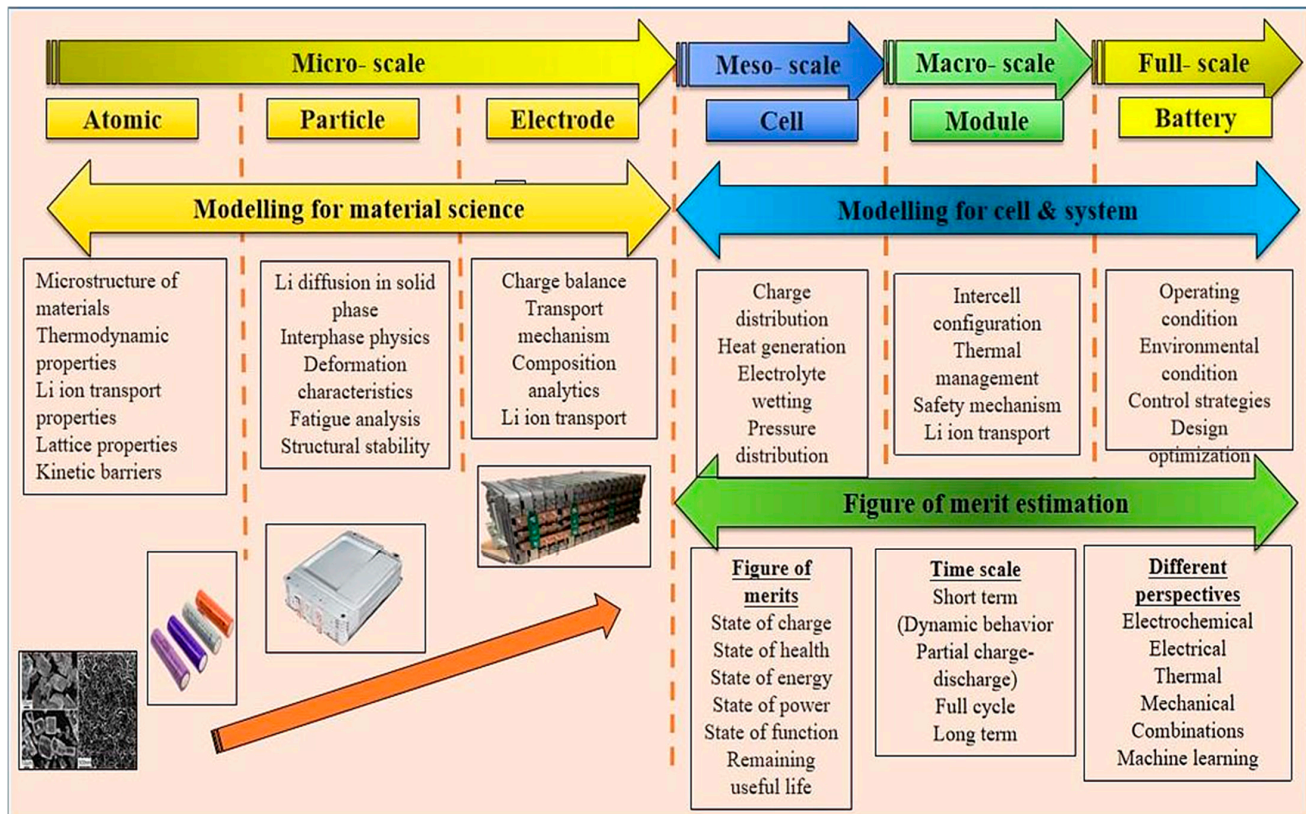 Micro- scale
Meso- scale
Macro- scale
Full- scale
Atomic
Particle
Electrode
Cell
Module
Battery
Modelling for material science
Modelling for cell & system
Microstructure of
materials
Thermodynamic
properties
Li ion transport
properties
Lattice properties
Kinetic barriers
Li diffusion in solid
phase
Interphase physics
Deformation
characteristics
Fatigue analysis
Structural stability
Charge balance
Transport
mechanism
Composition
analytics
Li ion transport
Charge
distribution
Heat generation
Electrolyte
wetting
Pressure
distribution
Intercell
configuration
Thermal
management
Safety mechanism
Li ion transport
Operating
condition
Environmental
condition
Control strategies
Design
optimization
Figure of merit estimation
Figure of
merits
State of charge
State of health
State of energy
State of power
State of function
Remaining
useful life
Time scale
Short term
(Dynamic behavior
Partial charge-
discharge)
Full cycle
Long term
Different
perspectives
Electrochemical
Electrical
Thermal
Mechanical
Combinations
Machine learning